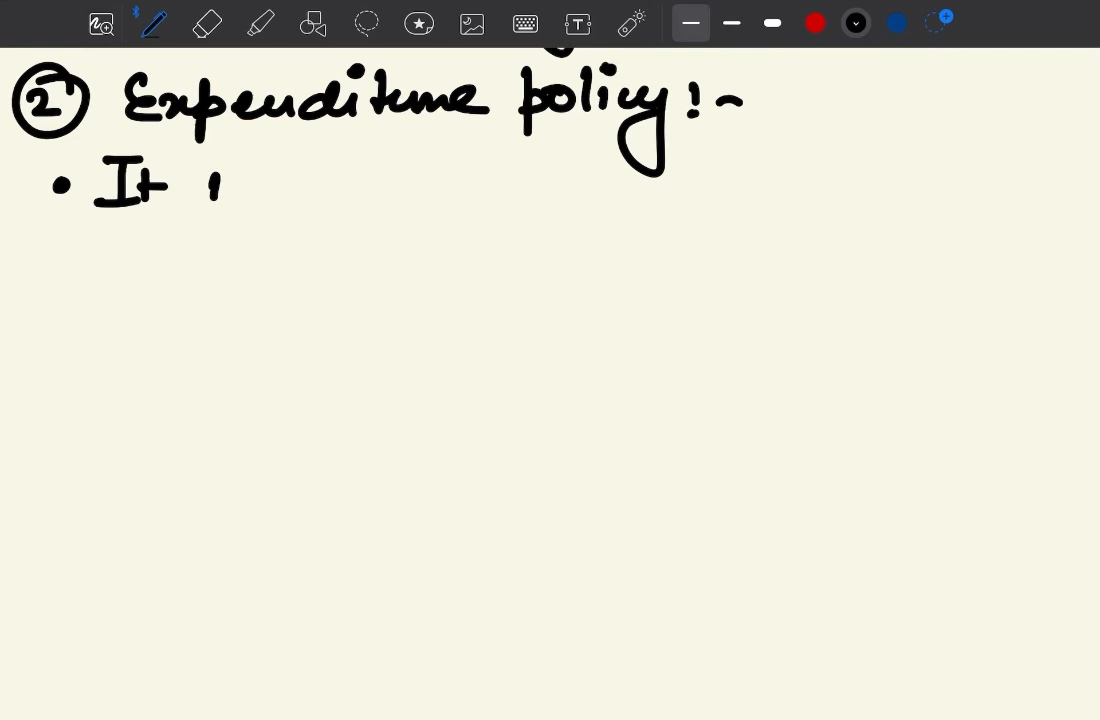 ② Expenditure policy :-
• It